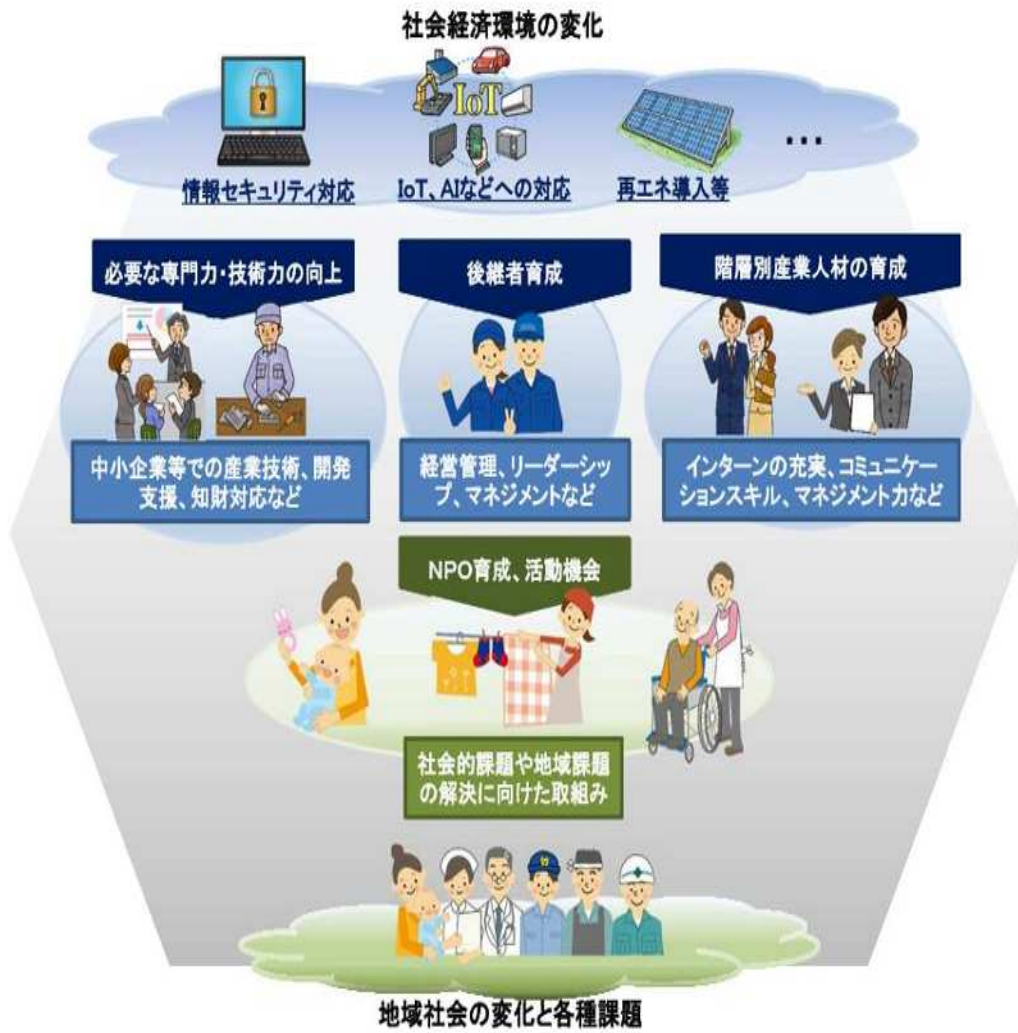 社会経済環境の変化
IoT
...
情報セキュリティ対応
IoT、AIなどへの対応
再エネ導入等
必要な専門力・技術力の向上
後継者育成
階層別産業人材の育成
中小企業等での産業技術、開発
支援、知財対応など
経営管理、リーダーシッ
プ、マネジメントなど
インターンの充実、コミュニケー
ションスキル、マネジメント力など
NPO育成、活動機会
社会的課題や地域課題
の解決に向けた取組み
地域社会の変化と各種課題